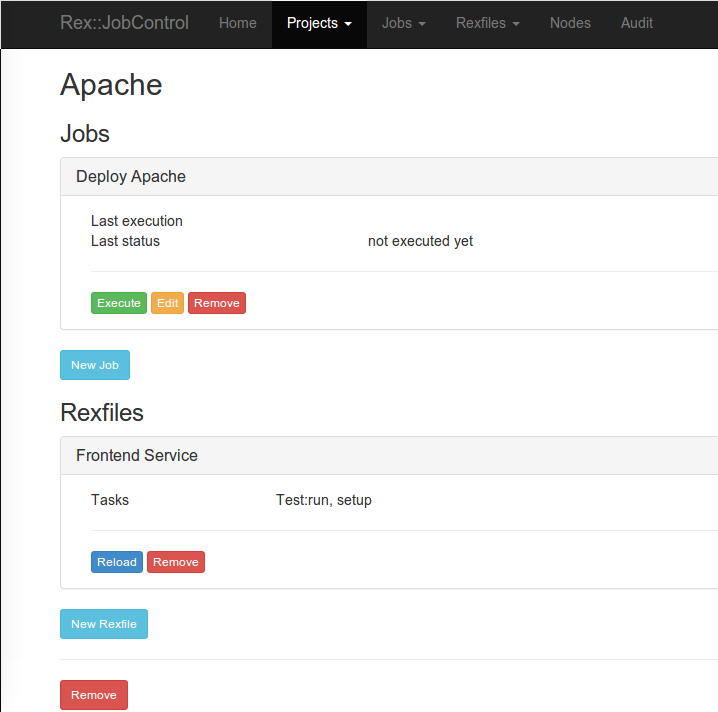 Rex::JobControl Home Projects Jobs Rexfiles Nodes Audit
Apache
Jobs
Deploy Apache
Last execution
Last status not executed yet
Execute Edit Remove
New Job
Rexfiles
Frontend Service
Tasks Test:run, setup
Reload Remove
New Rexfile
Remove